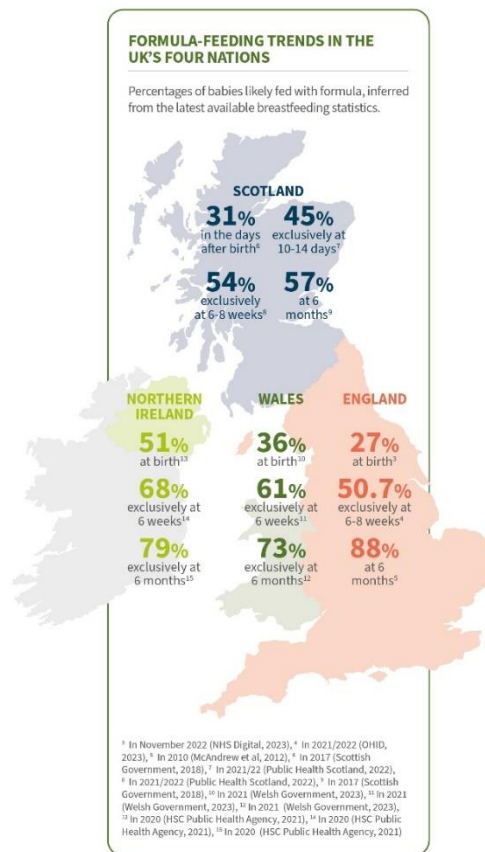 FORMULA-FEEDING TRENDS IN THE
UK'S FOUR NATIONS
Percentages of babies likely fed with formula, inferred
from the latest available breastfeeding statistics.
SCOTLAND
31%
in the days
after birth⁶
45%
exclusively at
10-14 days⁷
54%
exclusively
at 6-8 weeks⁸
57%
at 6
months⁹
NORTHERN
IRELAND
51%
at birth¹³
68%
exclusively at
6 weeks¹⁴
79%
exclusively at
6 months¹⁵
WALES
36%
at birth¹⁰
61%
exclusively at
6 weeks¹¹
73%
exclusively at
6 months¹²
ENGLAND
27%
at birth³
50.7%
exclusively at
6-8 weeks⁴
88%
at 6
months⁵
³ In November 2022 (NHS Digital, 2023), ⁴ In 2021/2022 (OHID,
2023), ⁵ In 2010 (McAndrew et al, 2012), ⁶ In 2017 (Scottish
Government, 2018), ⁷ In 2021/22 (Public Health Scotland, 2022),
⁸ In 2021/2022 (Public Health Scotland, 2022), ⁹ In 2017 (Scottish
Government, 2018), ¹⁰ In 2021 (Welsh Government, 2023), ¹¹ In 2021
(Welsh Government, 2023), ¹² In 2021 (Welsh Government, 2023),
¹³ In 2020 (HSC Public Health Agency, 2021), ¹⁴ In 2020 (HSC Public
Health Agency, 2021), ¹⁵ In 2020 (HSC Public Health Agency, 2021)